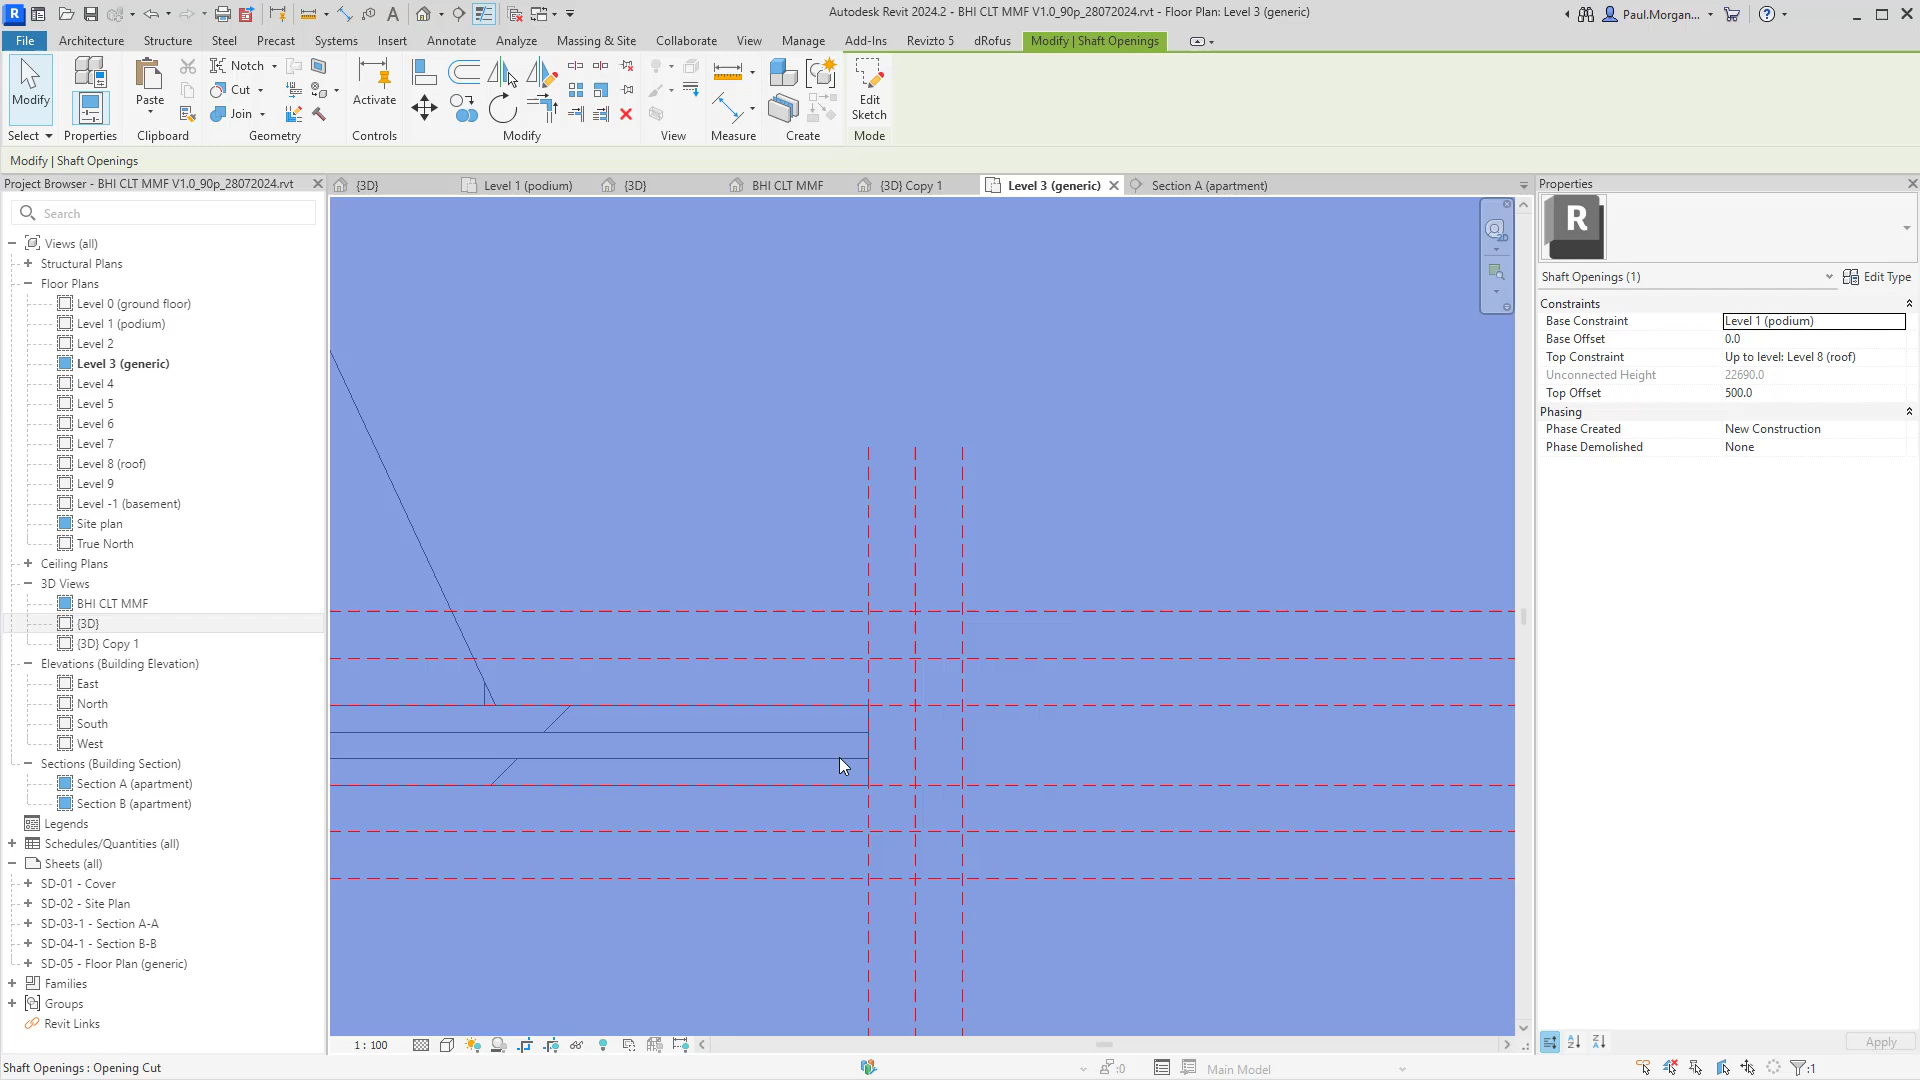 Autodesk Revit 2024.2 - BHI CLT MMF V1.0_90p_28072024.rvt - Floor Plan: Level 3 (generic)
Paul.Morgan...
File Architecture Structure Steel Precast Systems Insert Annotate Analyze Massing & Site Collaborate View Manage Add-Ins Revizto 5 dRofus Modify | Shaft Openings
Notch
Cut
Join
Modify
Paste
Activate
Edit
Sketch
Select Properties Clipboard Geometry Controls Modify View Measure Create Mode
Modify | Shaft Openings
Project Browser - BHI CLT MMF V1.0_90p_28072024.rvt
{3D} Level 1 (podium) {3D} BHI CLT MMF {3D} Copy 1 Level 3 (generic) Section A (apartment)
Search
Views (all)
Structural Plans
Floor Plans
Level 0 (ground floor)
Level 1 (podium)
Level 2
Level 3 (generic)
Level 4
Level 5
Level 6
Level 7
Level 8 (roof)
Level 9
Level -1 (basement)
Site plan
True North
Ceiling Plans
3D Views
BHI CLT MMF
{3D}
{3D} Copy 1
Elevations (Building Elevation)
East
North
South
West
Sections (Building Section)
Section A (apartment)
Section B (apartment)
Legends
Schedules/Quantities (all)
Sheets (all)
SD-01 - Cover
SD-02 - Site Plan
SD-03-1 - Section A-A
SD-04-1 - Section B-B
SD-05 - Floor Plan (generic)
Families
Groups
Revit Links
2D
Properties
R
Shaft Openings (1) Edit Type
Constraints
Base Constraint Level 1 (podium)
Base Offset 0.0
Top Constraint Up to level: Level 8 (roof)
Unconnected Height 22690.0
Top Offset 500.0
Phasing
Phase Created New Construction
Phase Demolished None
Apply
1 : 100
Shaft Openings : Opening Cut
:0
Main Model
:1